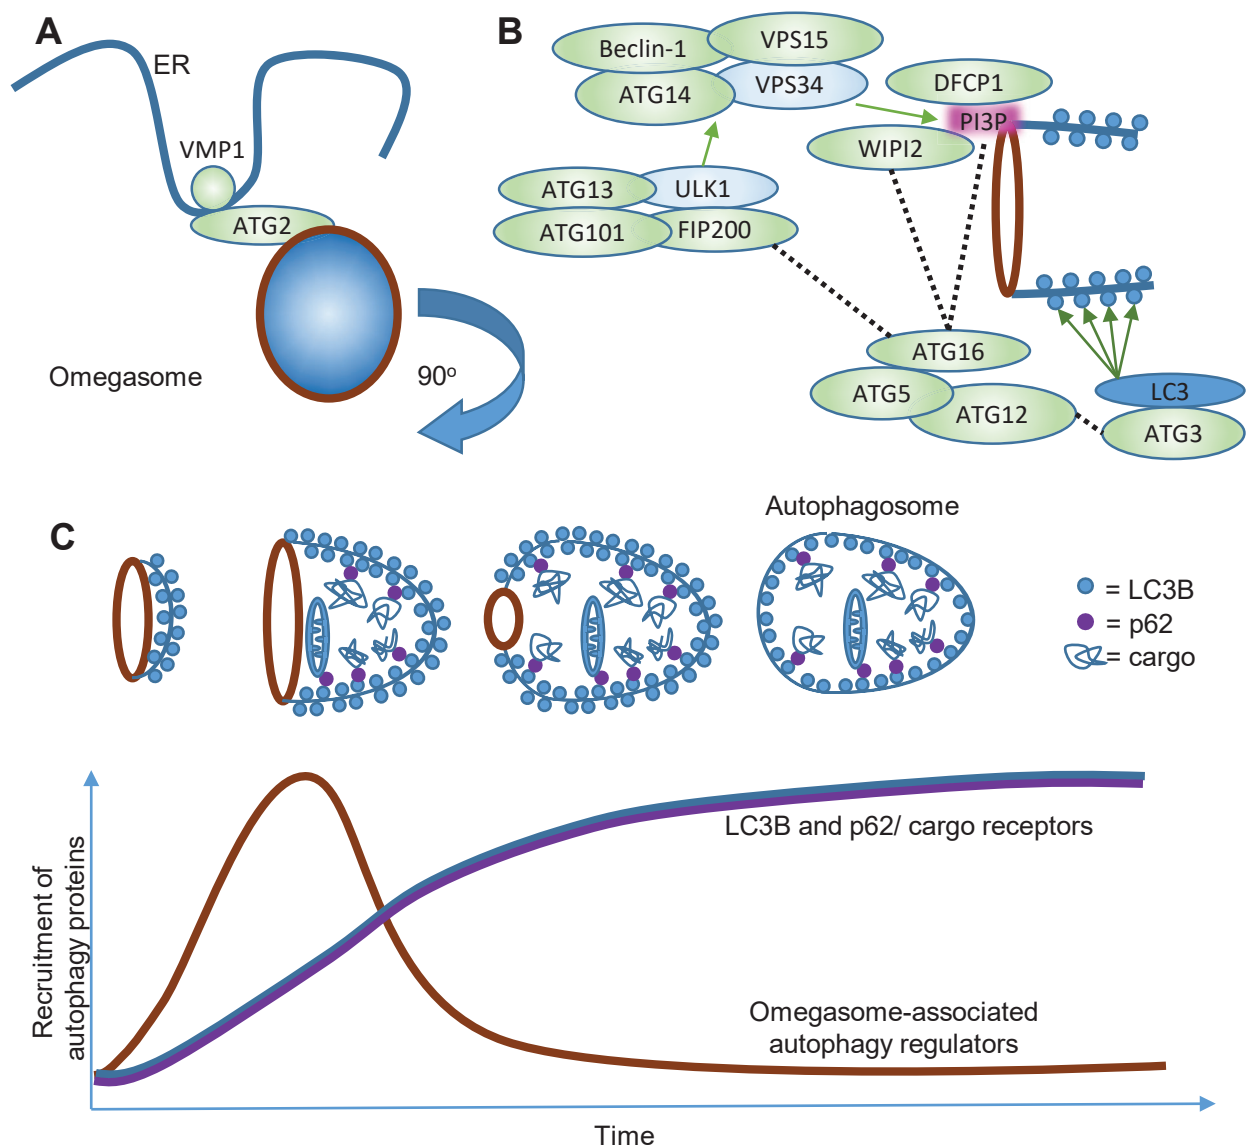 A
ER
VMP1
ATG2
Omegasome
90º
B
Beclin-1
VPS15
ATG14
VPS34
DFCP1
PI3P
WIPI2
ATG13
ULK1
ATG101
FIP200
ATG16
ATG5
ATG12
LC3
ATG3
C
Autophagosome
= LC3B
= p62
= cargo
Recruitment of
autophagy proteins
LC3B and p62/ cargo receptors
Omegasome-associated
autophagy regulators
Time